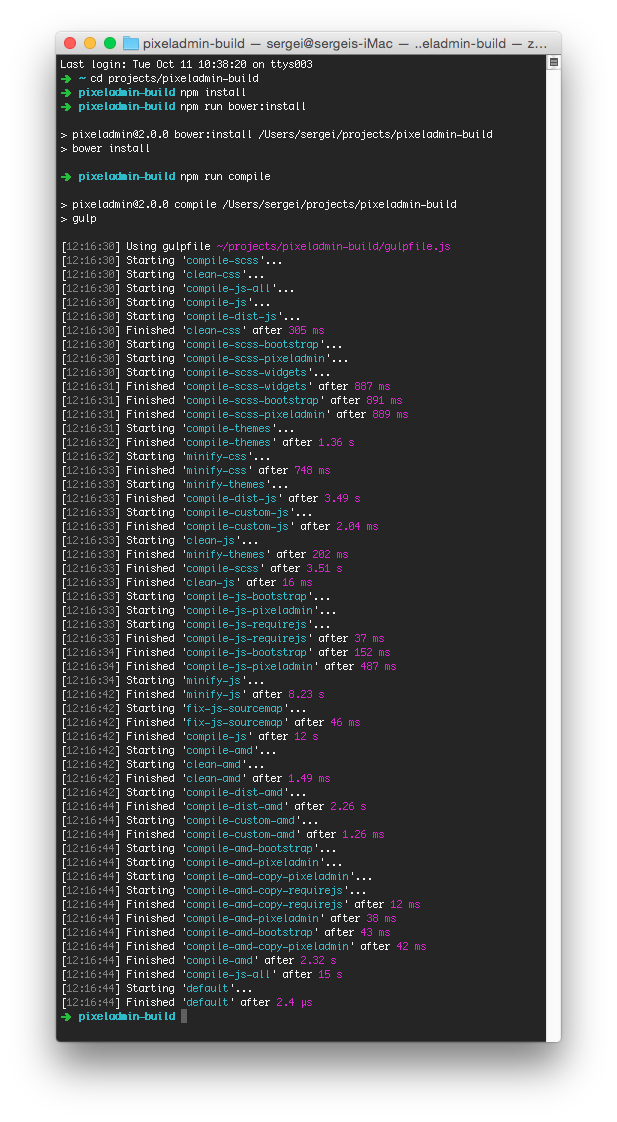 pixeladmin-build — sergei@sergeis-iMac — ..eladmin-build — z...
Last login: Tue Oct 11 10:38:20 on ttys003
➜ ~ cd projects/pixeladmin-build
➜ pixeladmin-build npm install
➜ pixeladmin-build npm run bower:install
> pixeladmin@2.0.0 bower:install /Users/sergei/projects/pixeladmin-build
> bower install
➜ pixeladmin-build npm run compile
> pixeladmin@2.0.0 compile /Users/sergei/projects/pixeladmin-build
> gulp
[12:16:30] Using gulpfile ~/projects/pixeladmin-build/gulpfile.js
[12:16:30] Starting 'compile-scss'...
[12:16:30] Starting 'clean-css'...
[12:16:30] Starting 'compile-js-all'...
[12:16:30] Starting 'compile-js'...
[12:16:30] Starting 'compile-dist-js'...
[12:16:30] Finished 'clean-css' after 305 ms
[12:16:30] Starting 'compile-scss-bootstrap'...
[12:16:30] Starting 'compile-scss-pixeladmin'...
[12:16:30] Starting 'compile-scss-widgets'...
[12:16:31] Finished 'compile-scss-widgets' after 887 ms
[12:16:31] Finished 'compile-scss-bootstrap' after 891 ms
[12:16:31] Finished 'compile-scss-pixeladmin' after 889 ms
[12:16:31] Starting 'compile-themes'...
[12:16:32] Finished 'compile-themes' after 1.36 s
[12:16:32] Starting 'minify-css'...
[12:16:33] Finished 'minify-css' after 748 ms
[12:16:33] Starting 'minify-themes'...
[12:16:33] Finished 'compile-dist-js' after 3.49 s
[12:16:33] Starting 'compile-custom-js'...
[12:16:33] Finished 'compile-custom-js' after 2.04 ms
[12:16:33] Starting 'clean-js'...
[12:16:33] Finished 'minify-themes' after 202 ms
[12:16:33] Finished 'compile-scss' after 3.51 s
[12:16:33] Finished 'clean-js' after 16 ms
[12:16:33] Starting 'compile-js-bootstrap'...
[12:16:33] Starting 'compile-js-pixeladmin'...
[12:16:33] Starting 'compile-js-requirejs'...
[12:16:33] Finished 'compile-js-requirejs' after 37 ms
[12:16:34] Finished 'compile-js-bootstrap' after 152 ms
[12:16:34] Finished 'compile-js-pixeladmin' after 487 ms
[12:16:34] Starting 'minify-js'...
[12:16:42] Finished 'minify-js' after 8.23 s
[12:16:42] Starting 'fix-js-sourcemap'...
[12:16:42] Finished 'fix-js-sourcemap' after 46 ms
[12:16:42] Finished 'compile-js' after 12 s
[12:16:42] Starting 'compile-amd'...
[12:16:42] Starting 'clean-amd'...
[12:16:42] Finished 'clean-amd' after 1.49 ms
[12:16:42] Starting 'compile-dist-amd'...
[12:16:44] Finished 'compile-dist-amd' after 2.26 s
[12:16:44] Starting 'compile-custom-amd'...
[12:16:44] Finished 'compile-custom-amd' after 1.26 ms
[12:16:44] Starting 'compile-amd-bootstrap'...
[12:16:44] Starting 'compile-amd-pixeladmin'...
[12:16:44] Starting 'compile-amd-copy-pixeladmin'...
[12:16:44] Starting 'compile-amd-copy-requirejs'...
[12:16:44] Finished 'compile-amd-copy-requirejs' after 12 ms
[12:16:44] Finished 'compile-amd-pixeladmin' after 38 ms
[12:16:44] Finished 'compile-amd-bootstrap' after 43 ms
[12:16:44] Finished 'compile-amd-copy-pixeladmin' after 42 ms
[12:16:44] Finished 'compile-amd' after 2.32 s
[12:16:44] Finished 'compile-js-all' after 15 s
[12:16:44] Starting 'default'...
[12:16:44] Finished 'default' after 2.4 μs
➜ pixeladmin-build